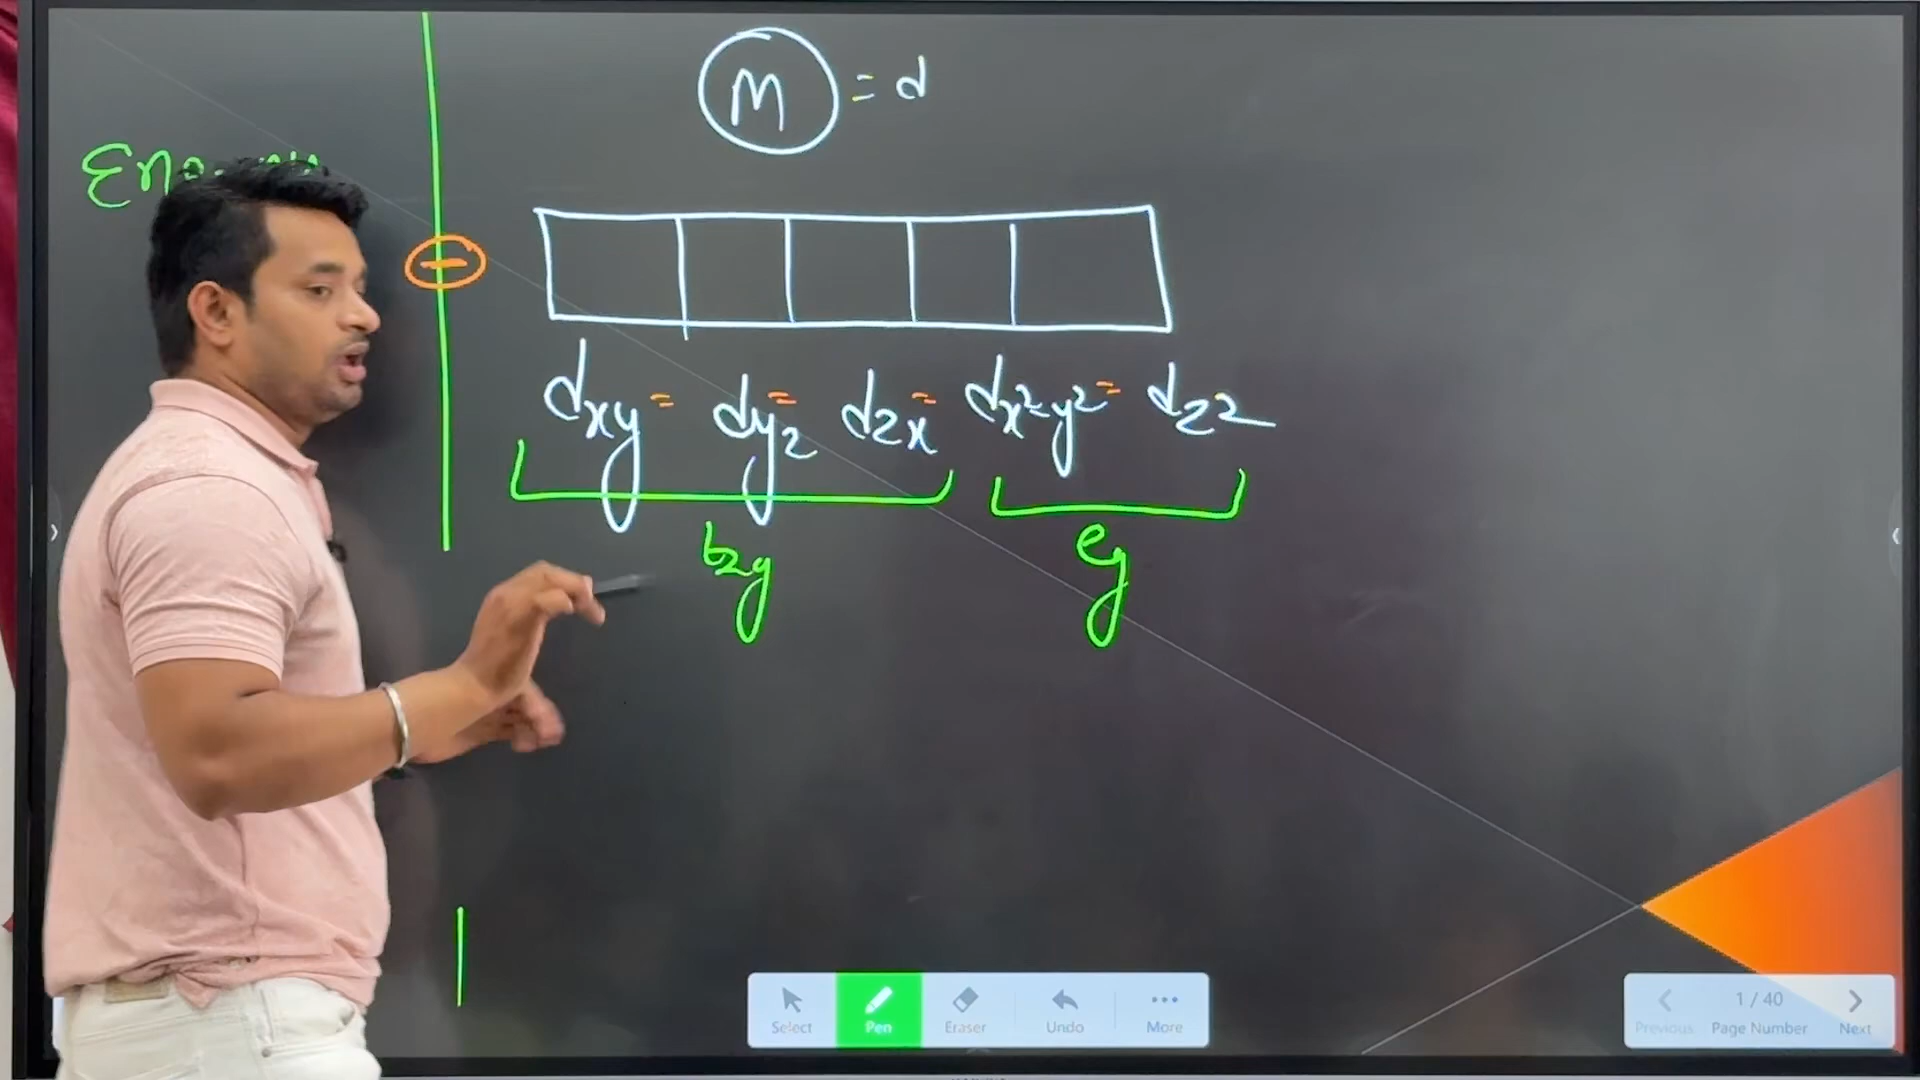 M = d
dxy = dyz = dzx = dx²-y² = dz²
t2g eg
Select Pen Eraser Undo More
1 / 40
Previous Page Number Next